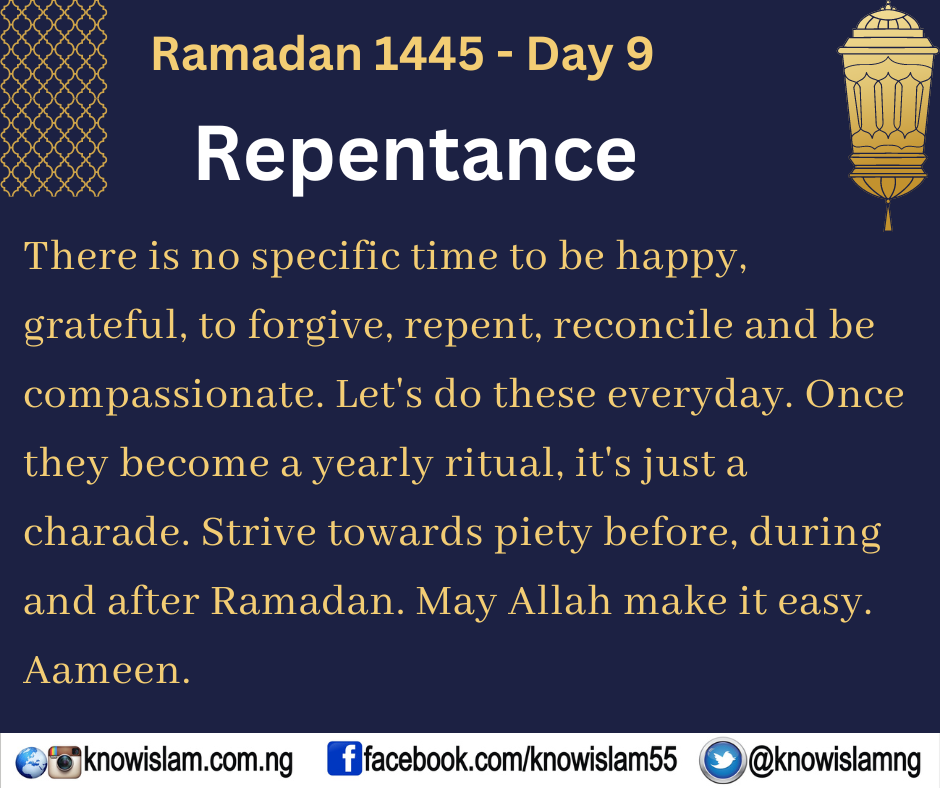 Ramadan 1445 - Day 9
Repentance
There is no specific time to be happy,
grateful, to forgive, repent, reconcile and be
compassionate. Let's do these everyday. Once
they become a yearly ritual, it's just a
charade. Strive towards piety before, during
and after Ramadan. May Allah make it easy.
Aameen.
knowislam.com.ng facebook.com/knowislam55 @knowislamng